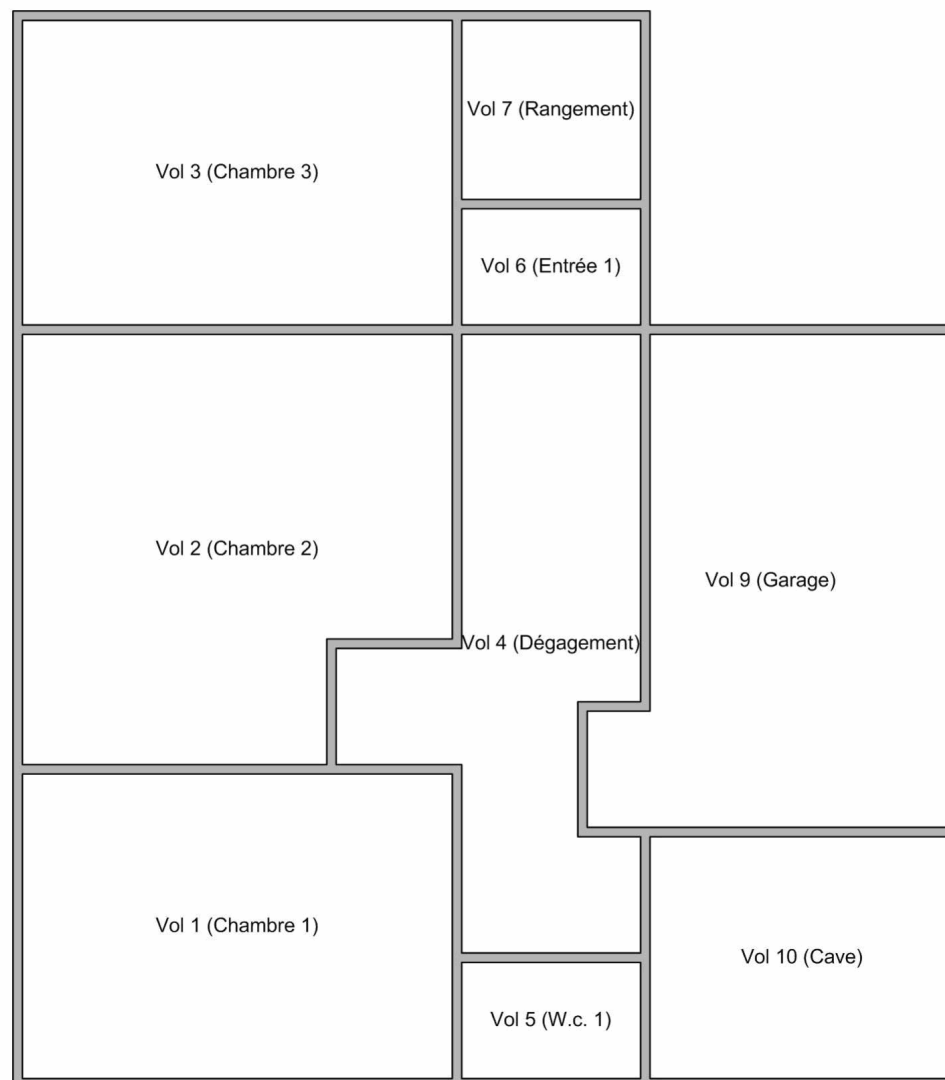 Vol 7 (Rangement)
Vol 3 (Chambre 3)
Vol 6 (Entrée 1)
Vol 2 (Chambre 2)
Vol 9 (Garage)
Vol 4 (Dégagement)
Vol 1 (Chambre 1)
Vol 10 (Cave)
Vol 5 (W.c. 1)